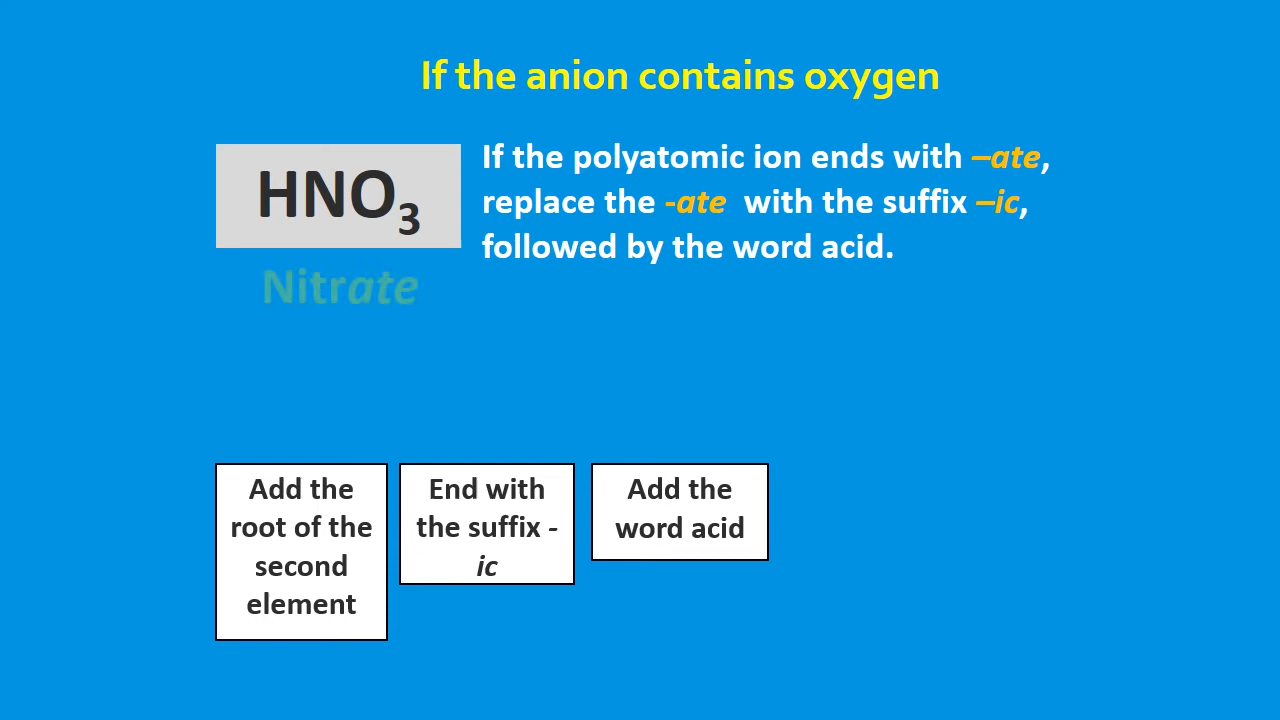 If the anion contains oxygen
HNO₃
If the polyatomic ion ends with –ate,
replace the -ate with the suffix –ic,
followed by the word acid.
Nitrate
Add the
root of the
second
element
End with
the suffix -
ic
Add the
word acid